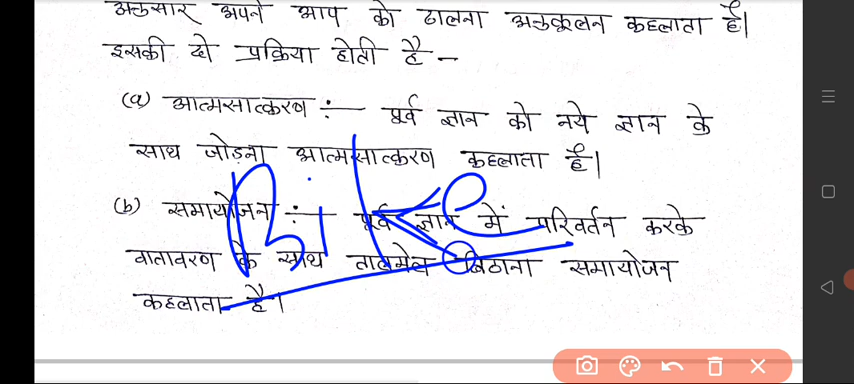 अनुसार अपने आप को ढालना अनुकूलन कहलाता है।
इसकी दो प्रक्रिया होती है –
(a) आत्मसात्करण ÷— पूर्व ज्ञान को नये ज्ञान के
साथ जोड़ना आत्मसात्करण कहलाता है।
Bike
(b) समायोजन ÷— पूर्व ज्ञान में परिवर्तन करके
वातावरण के साथ तालमेल बिठाना समायोजन
कहलाता है।